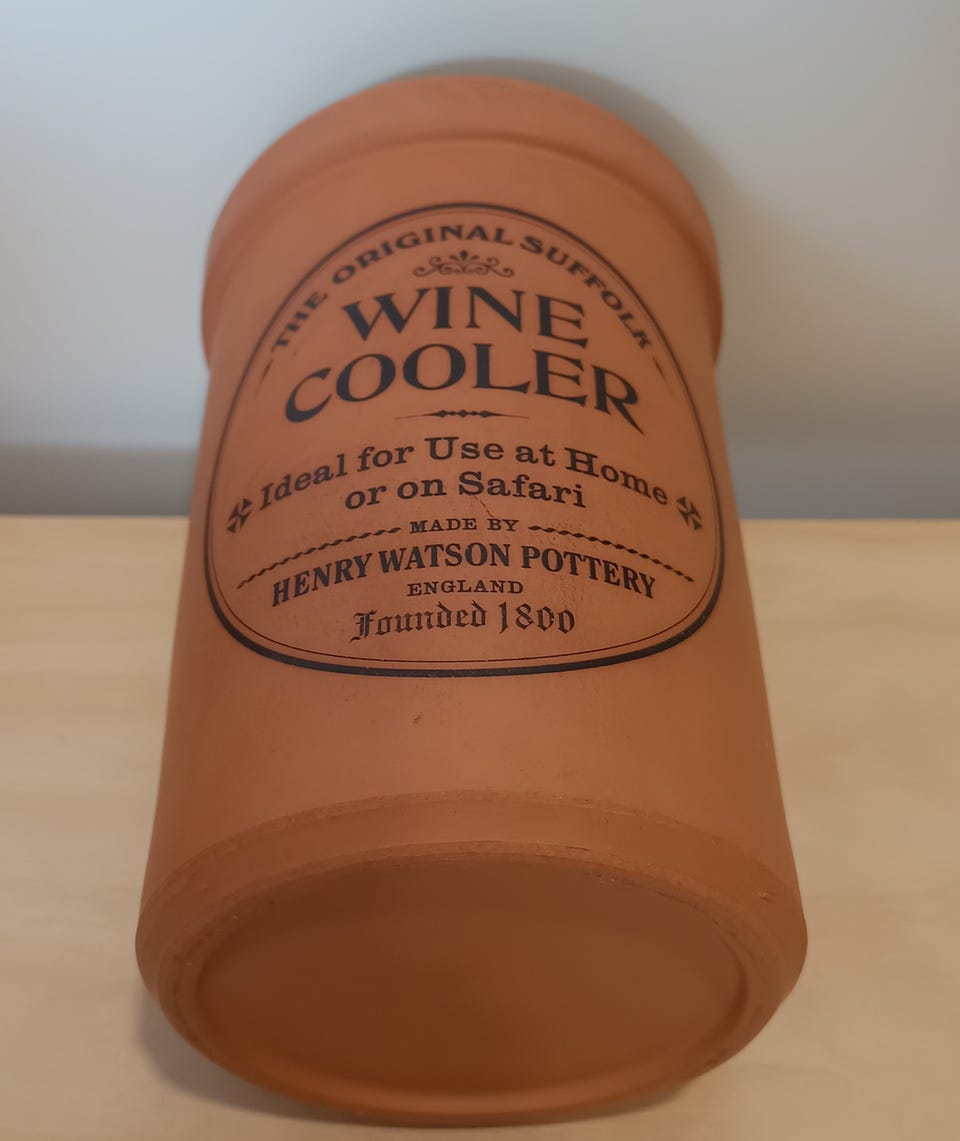 THE ORIGINAL SUFFOLK
WINE
COOLER
Ideal for Use at Home
or on Safari
MADE BY
HENRY WATSON POTTERY
ENGLAND
Founded 1800